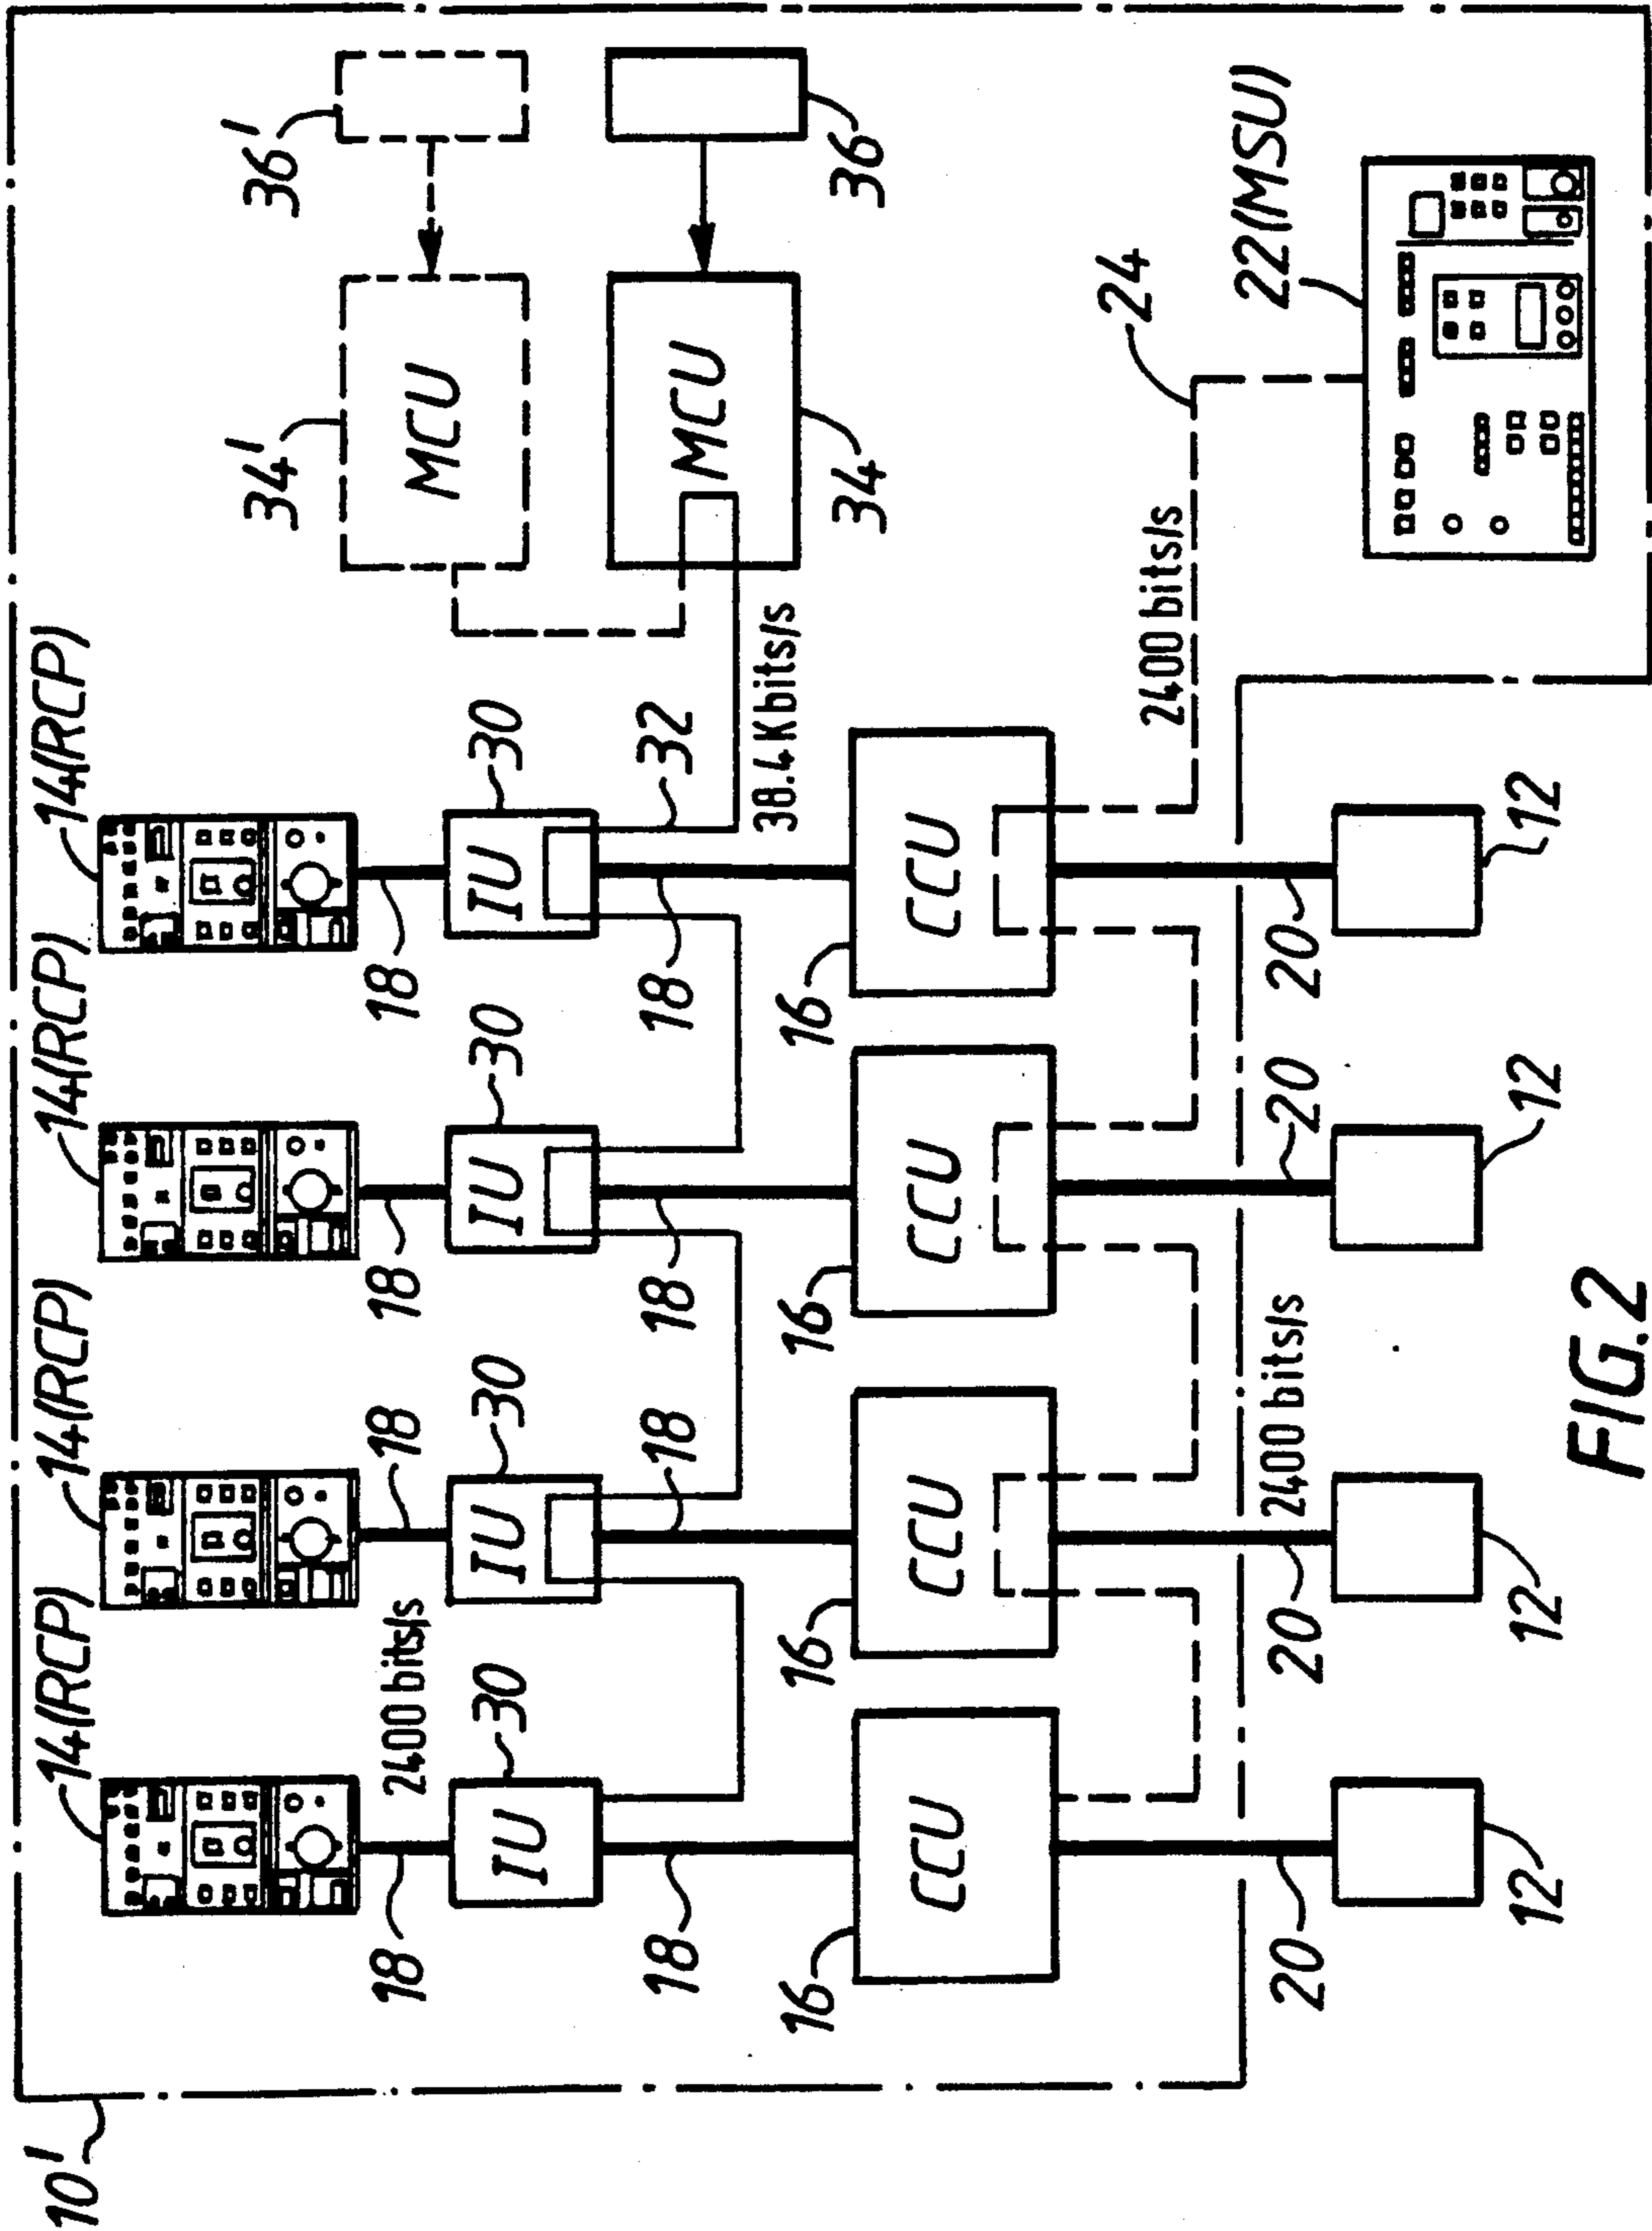 10'
14(RCP) 14(RCP) 14(RCP) 14(RCP)
34' 36'
18 2400 bits/s 18 18 18
30 30 30 30
IU IU IU IU
MCU
18 18 18 18
32
38.4 K bits/s
MCU
34 36
16 16 16 16
CCU CCU CCU CCU
24
2400 bits/s
20 20 20 20
2400 bits/s
22(MSU)
12 12 12 12
FIG.2